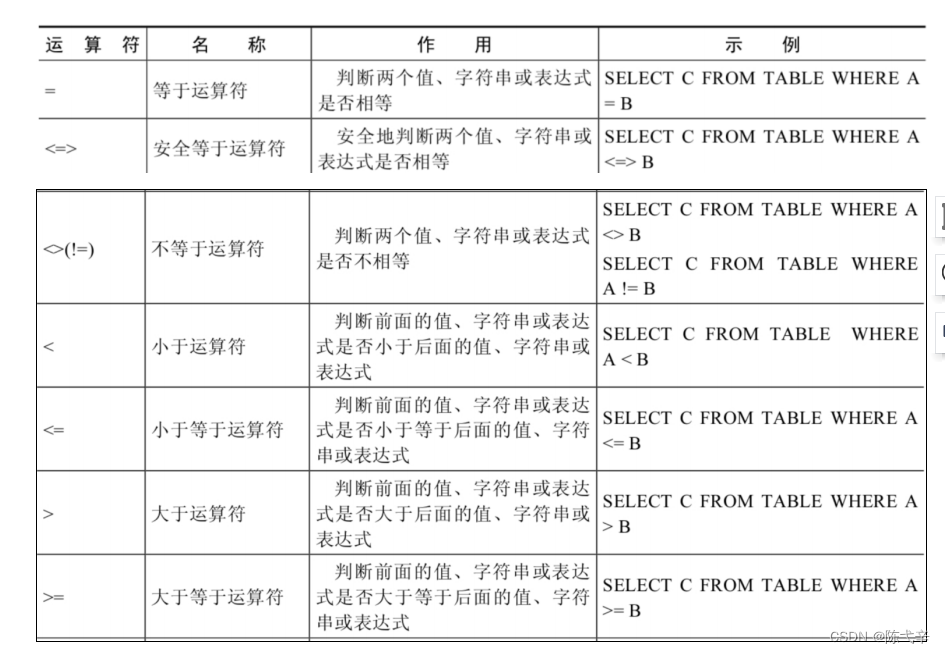 运 算 符 名 称 作 用 示 例
= 等于运算符 判断两个值、字符串或表达式 SELECT C FROM TABLE WHERE A
是否相等 = B
<=> 安全等于运算符 安全地判断两个值、字符串或 SELECT C FROM TABLE WHERE A
表达式是否相等 <=> B
<>(!=) 不等于运算符 判断两个值、字符串或表达式
是否不相等
SELECT C FROM TABLE WHERE A
<> B
SELECT C FROM TABLE WHERE
A != B
< 小于运算符
判断前面的值、字符串或表达
式是否小于后面的值、字符串或
表达式
SELECT C FROM TABLE WHERE
A < B
<= 小于等于运算符
判断前面的值、字符串或表达
式是否小于等于后面的值、字符
串或表达式
SELECT C FROM TABLE WHERE A
<= B
> 大于运算符
判断前面的值、字符串或表达
式是否大于后面的值、字符串或
表达式
SELECT C FROM TABLE WHERE A
> B
>= 大于等于运算符
判断前面的值、字符串或表达
式是否大于等于后面的值、字符
串或表达式
SELECT C FROM TABLE WHERE A
>= B
CSDN @陈弋辛